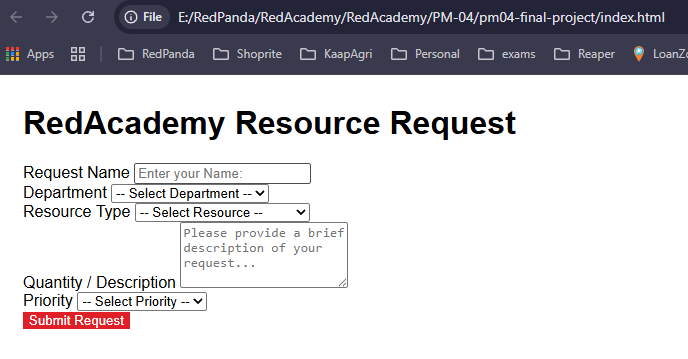 File E:/RedPanda/RedAcademy/RedAcademy/PM-04/pm04-final-project/index.html
Apps RedPanda Shoprite KaapAgri Personal exams Reaper LoanZo
RedAcademy Resource Request
Request Name Enter your Name:
Department -- Select Department --
Resource Type -- Select Resource --
Please provide a brief
description of your
request...
Quantity / Description
Priority -- Select Priority --
Submit Request